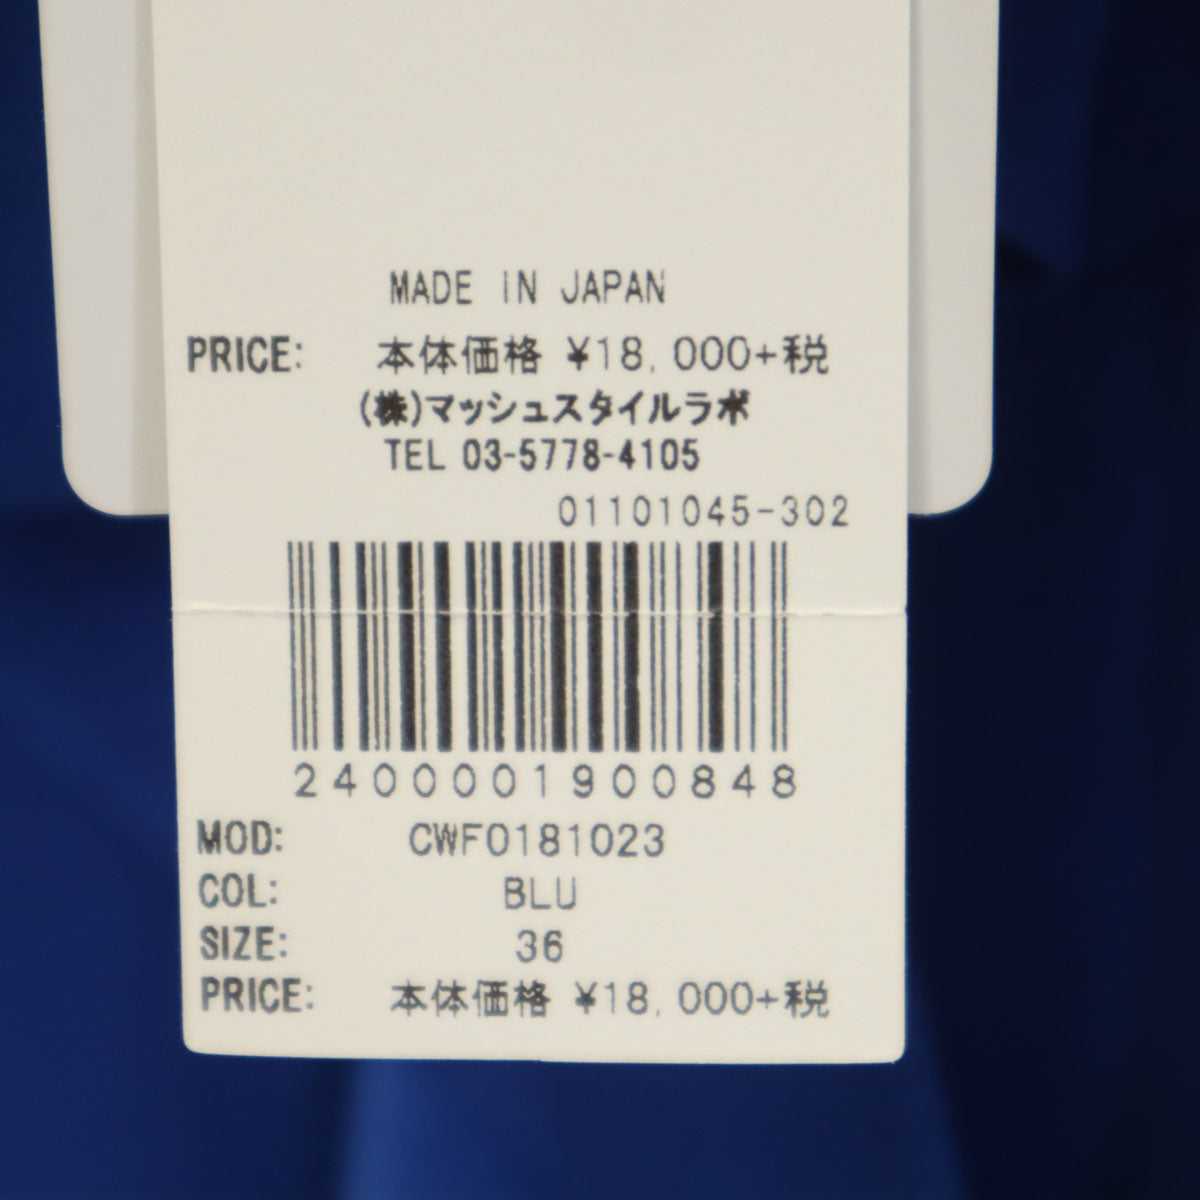 MADE IN JAPAN
PRICE: 本体価格 ¥18,000+税
(株)マッシュスタイルラボ
TEL 03-5778-4105
01101045-302
2400001900848
MOD: CWF0181023
COL: BLU
SIZE: 36
PRICE: 本体価格 ¥18,000+税